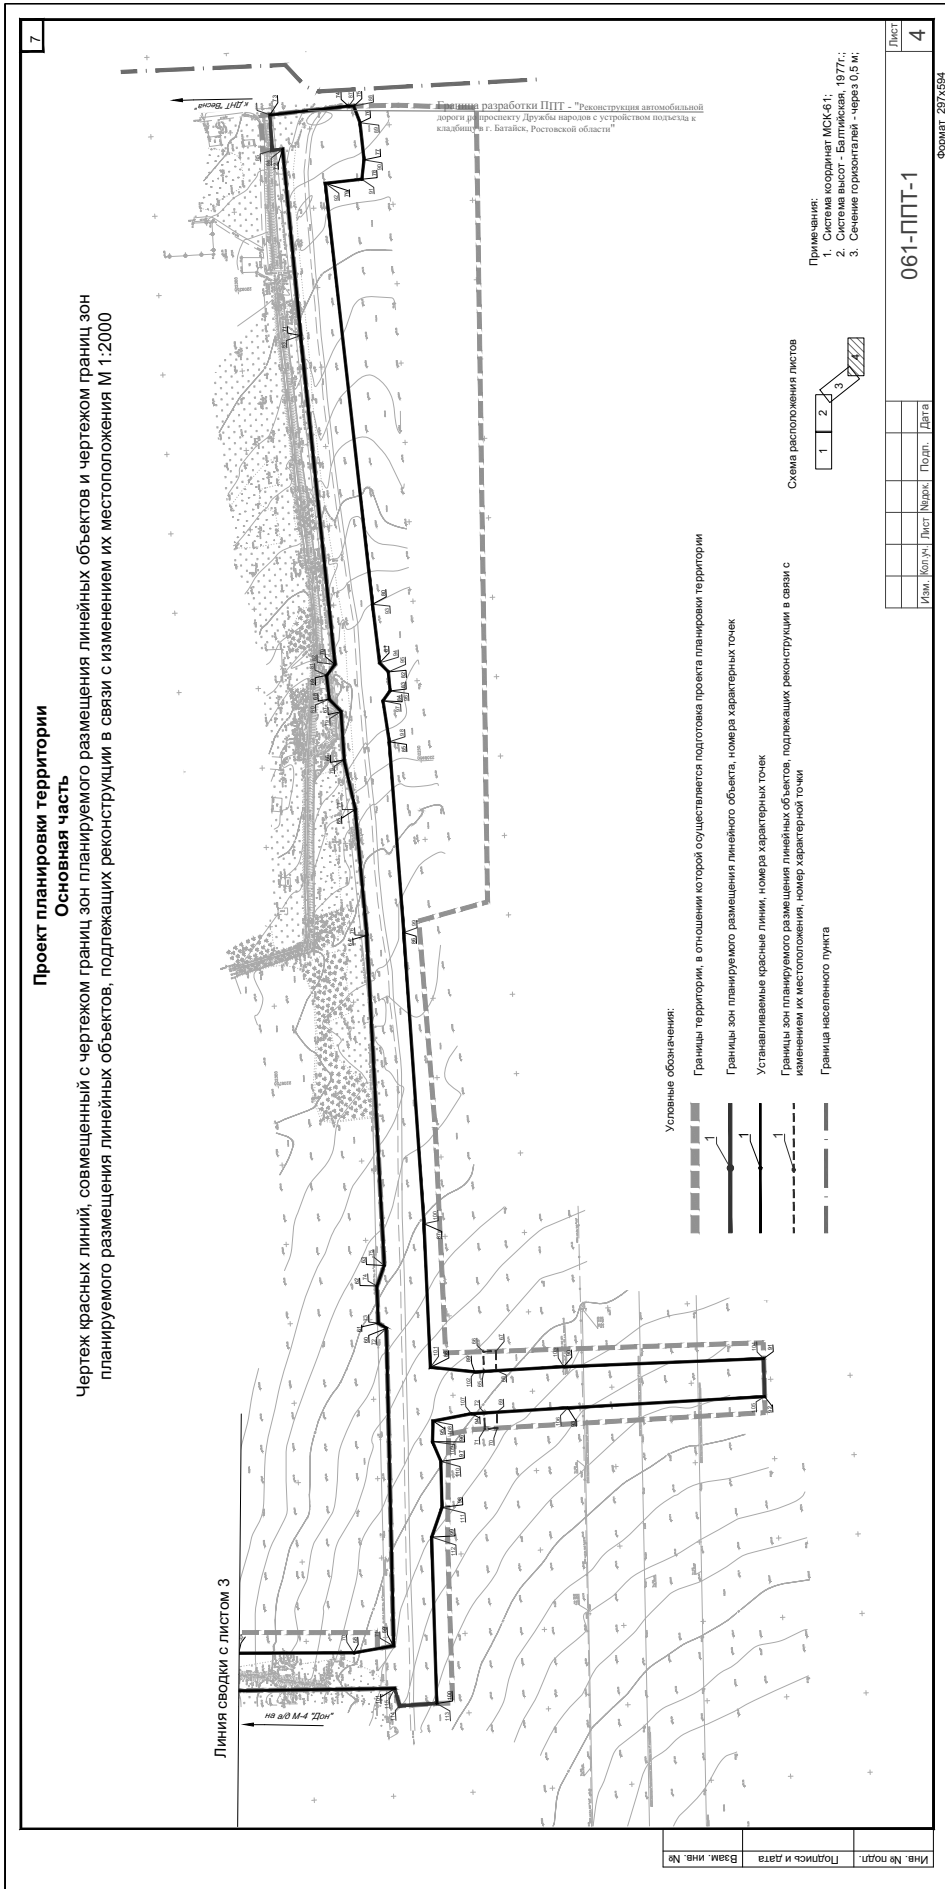 7
Проект планировки территории
Основная часть
Чертеж красных линий, совмещенный с чертежом границ зон планируемого размещения линейных объектов и чертежом границ зон
планируемого размещения линейных объектов, подлежащих реконструкции в связи с изменением их местоположения М 1:2000
Линия сводки с листом 3
на а/д М-4 "Дон"
к ДНТ "Весна"
Граница разработки ППТ - "Реконструкция автомобильной
дороги по проспекту Дружбы народов с устройством подъезда к
кладбищу в г. Батайск, Ростовской области"
Условные обозначения:
Границы территории, в отношении которой осуществляется подготовка проекта планировки территории
1
Границы зон планируемого размещения линейного объекта, номера характерных точек
1
Устанавливаемые красные линии, номера характерных точек
1
Границы зон планируемого размещения линейных объектов, подлежащих реконструкции в связи с
изменением их местоположения, номер характерной точки
Граница населенного пункта
Схема расположения листов
1
2
3
4
Примечания:
1. Система координат МСК-61;
2. Система высот - Балтийская, 1977г.;
3. Сечение горизонталей - через 0,5 м;
Изм. Кол.уч. Лист №док. Подп. Дата
061-ППТ-1
Лист
4
Формат 297x594
Взам. инв. №
Подпись и дата
Инв. № подл.